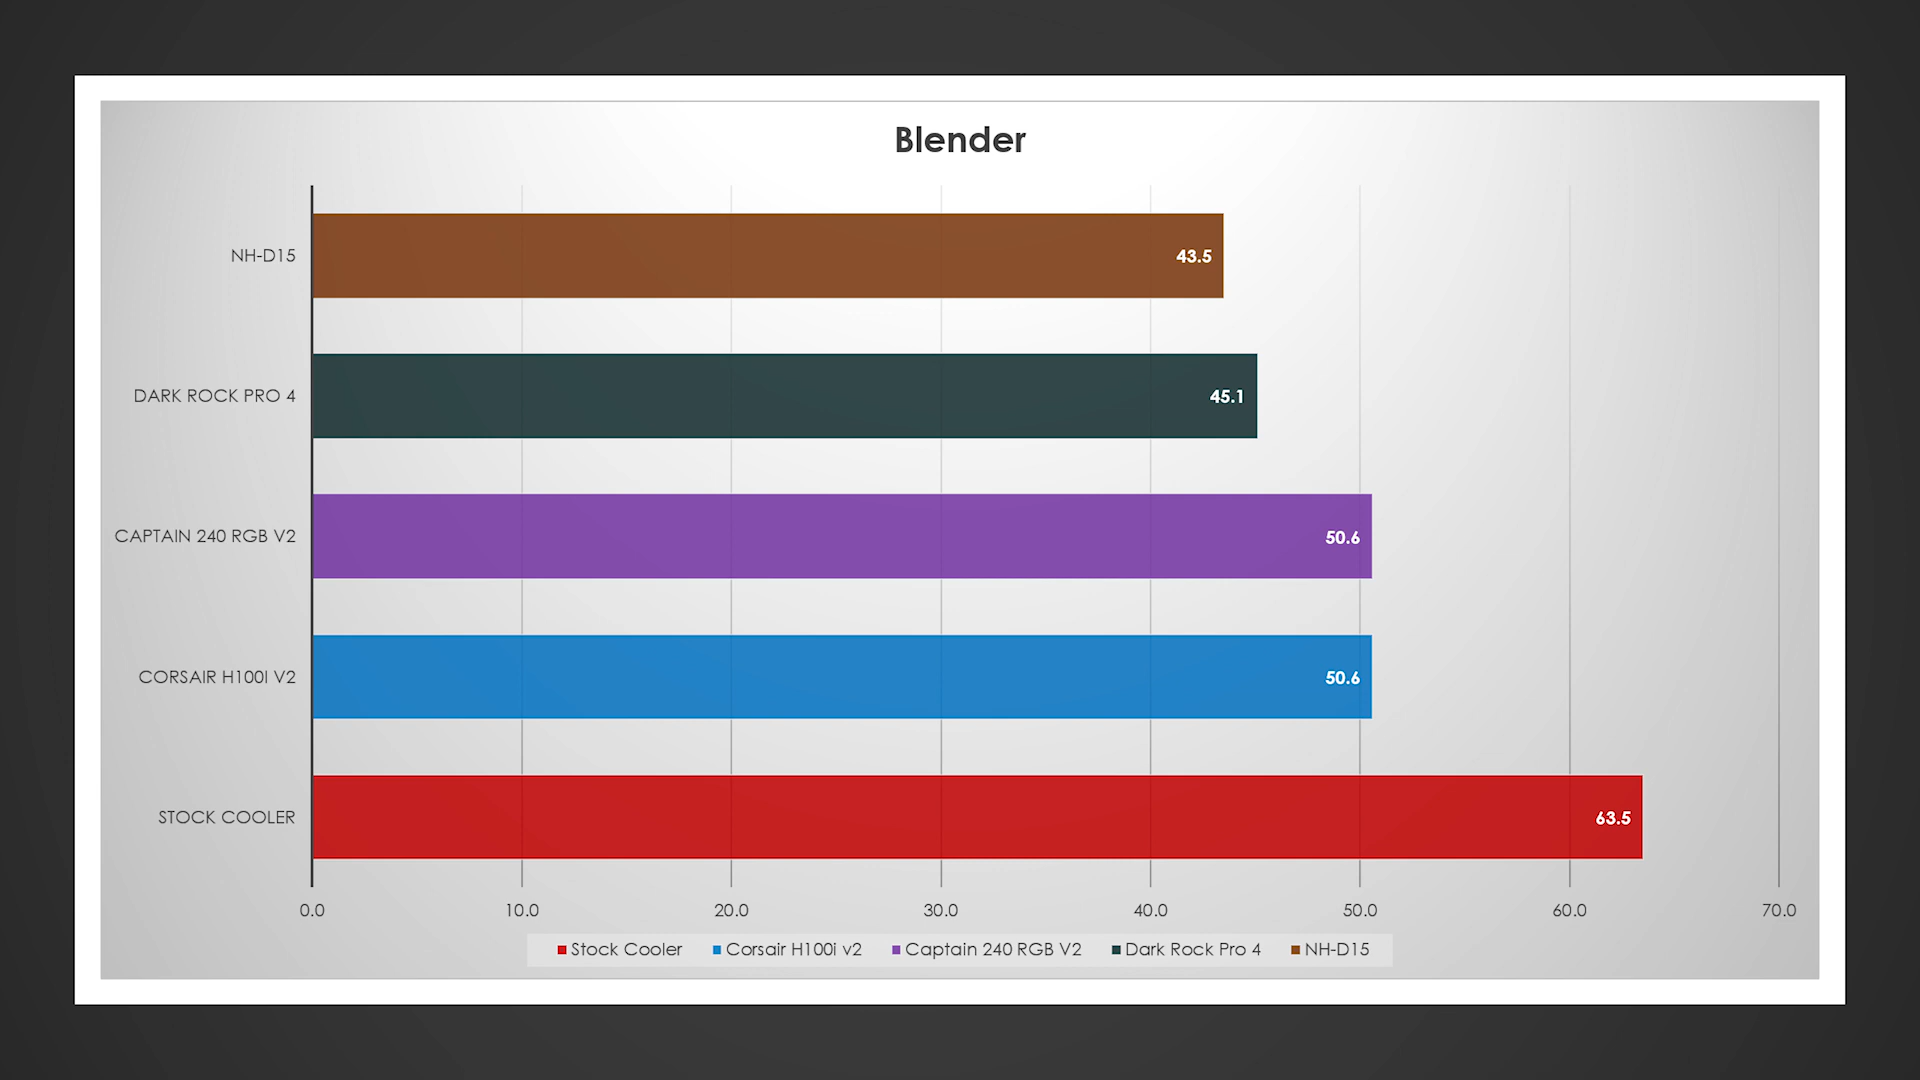 Blender
NH-D15
43.5
DARK ROCK PRO 4
45.1
CAPTAIN 240 RGB V2
50.6
CORSAIR H100I V2
50.6
STOCK COOLER
63.5
0.0 10.0 20.0 30.0 40.0 50.0 60.0 70.0
Stock Cooler Corsair H100i v2 Captain 240 RGB V2 Dark Rock Pro 4 NH-D15